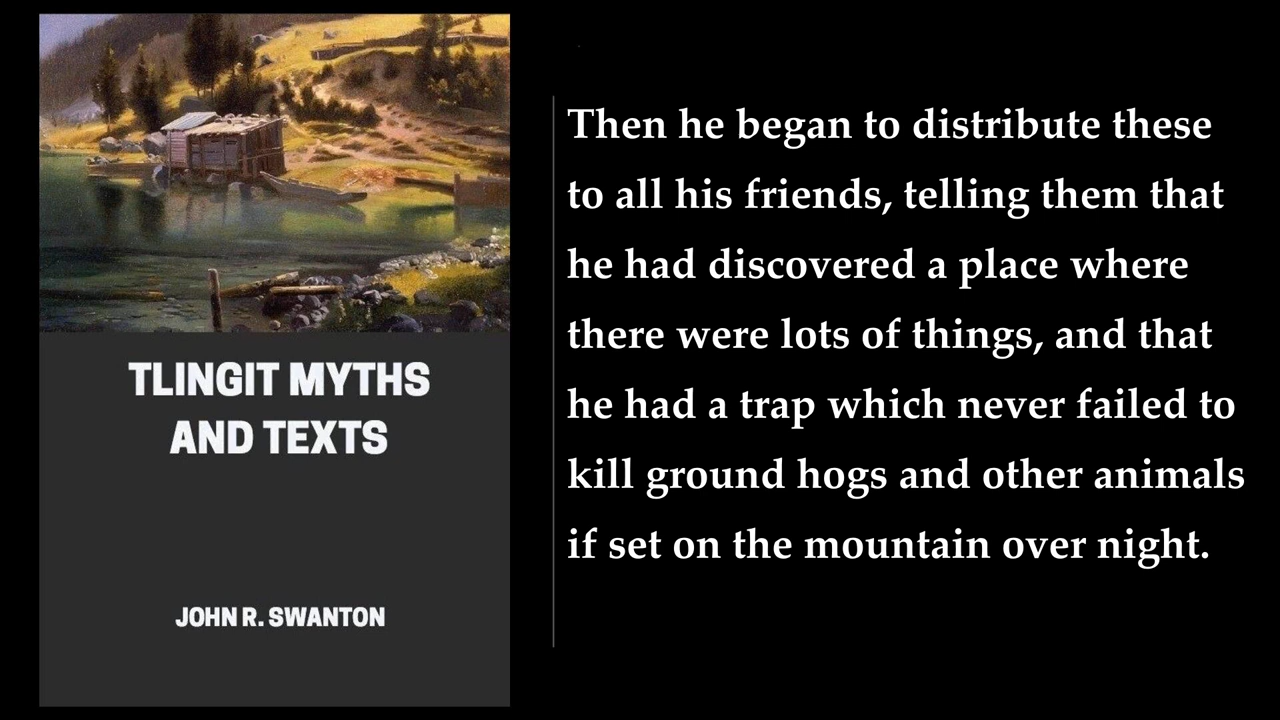 TLINGIT MYTHS
AND TEXTS
JOHN R. SWANTON
Then he began to distribute these
to all his friends, telling them that
he had discovered a place where
there were lots of things, and that
he had a trap which never failed to
kill ground hogs and other animals
if set on the mountain over night.